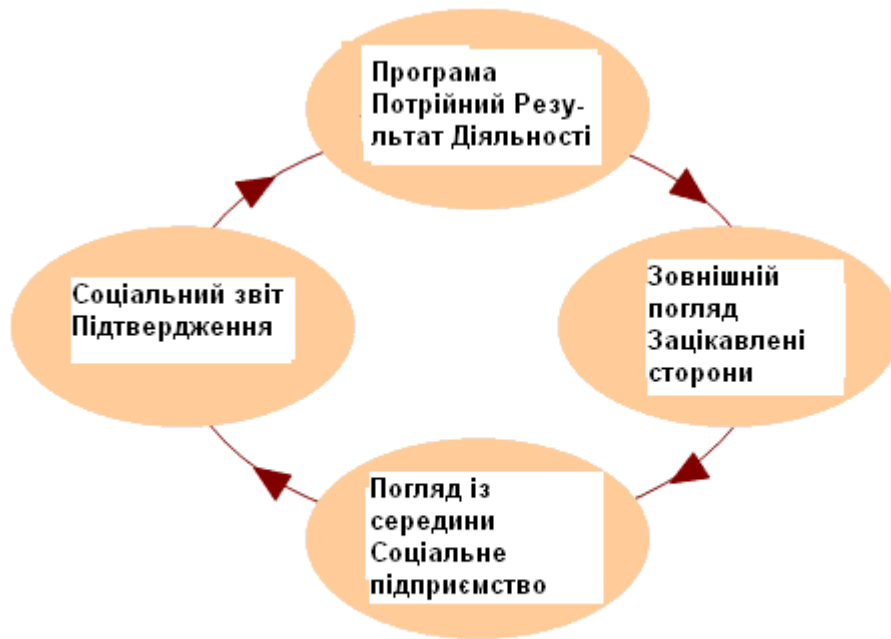 Програма
Потрійний Резу-
льтат Діяльності
Зовнішній
погляд
Зацікавлені
сторони
Погляд із
середини
Соціальне
підприємство
Соціальний звіт
Підтвердження